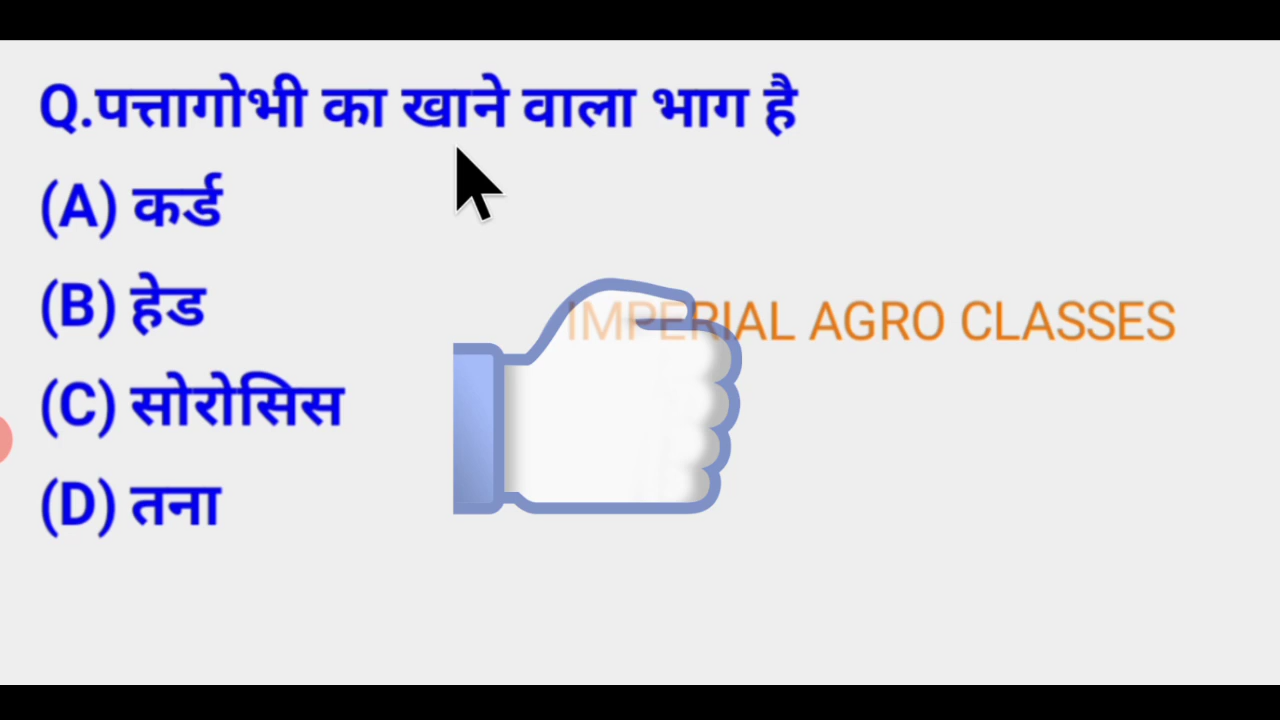 Q.पत्तागोभी का खाने वाला भाग है
(A) कर्ड
(B) हेड
IMPERIAL AGRO CLASSES
(C) सोरोसिस
(D) तना